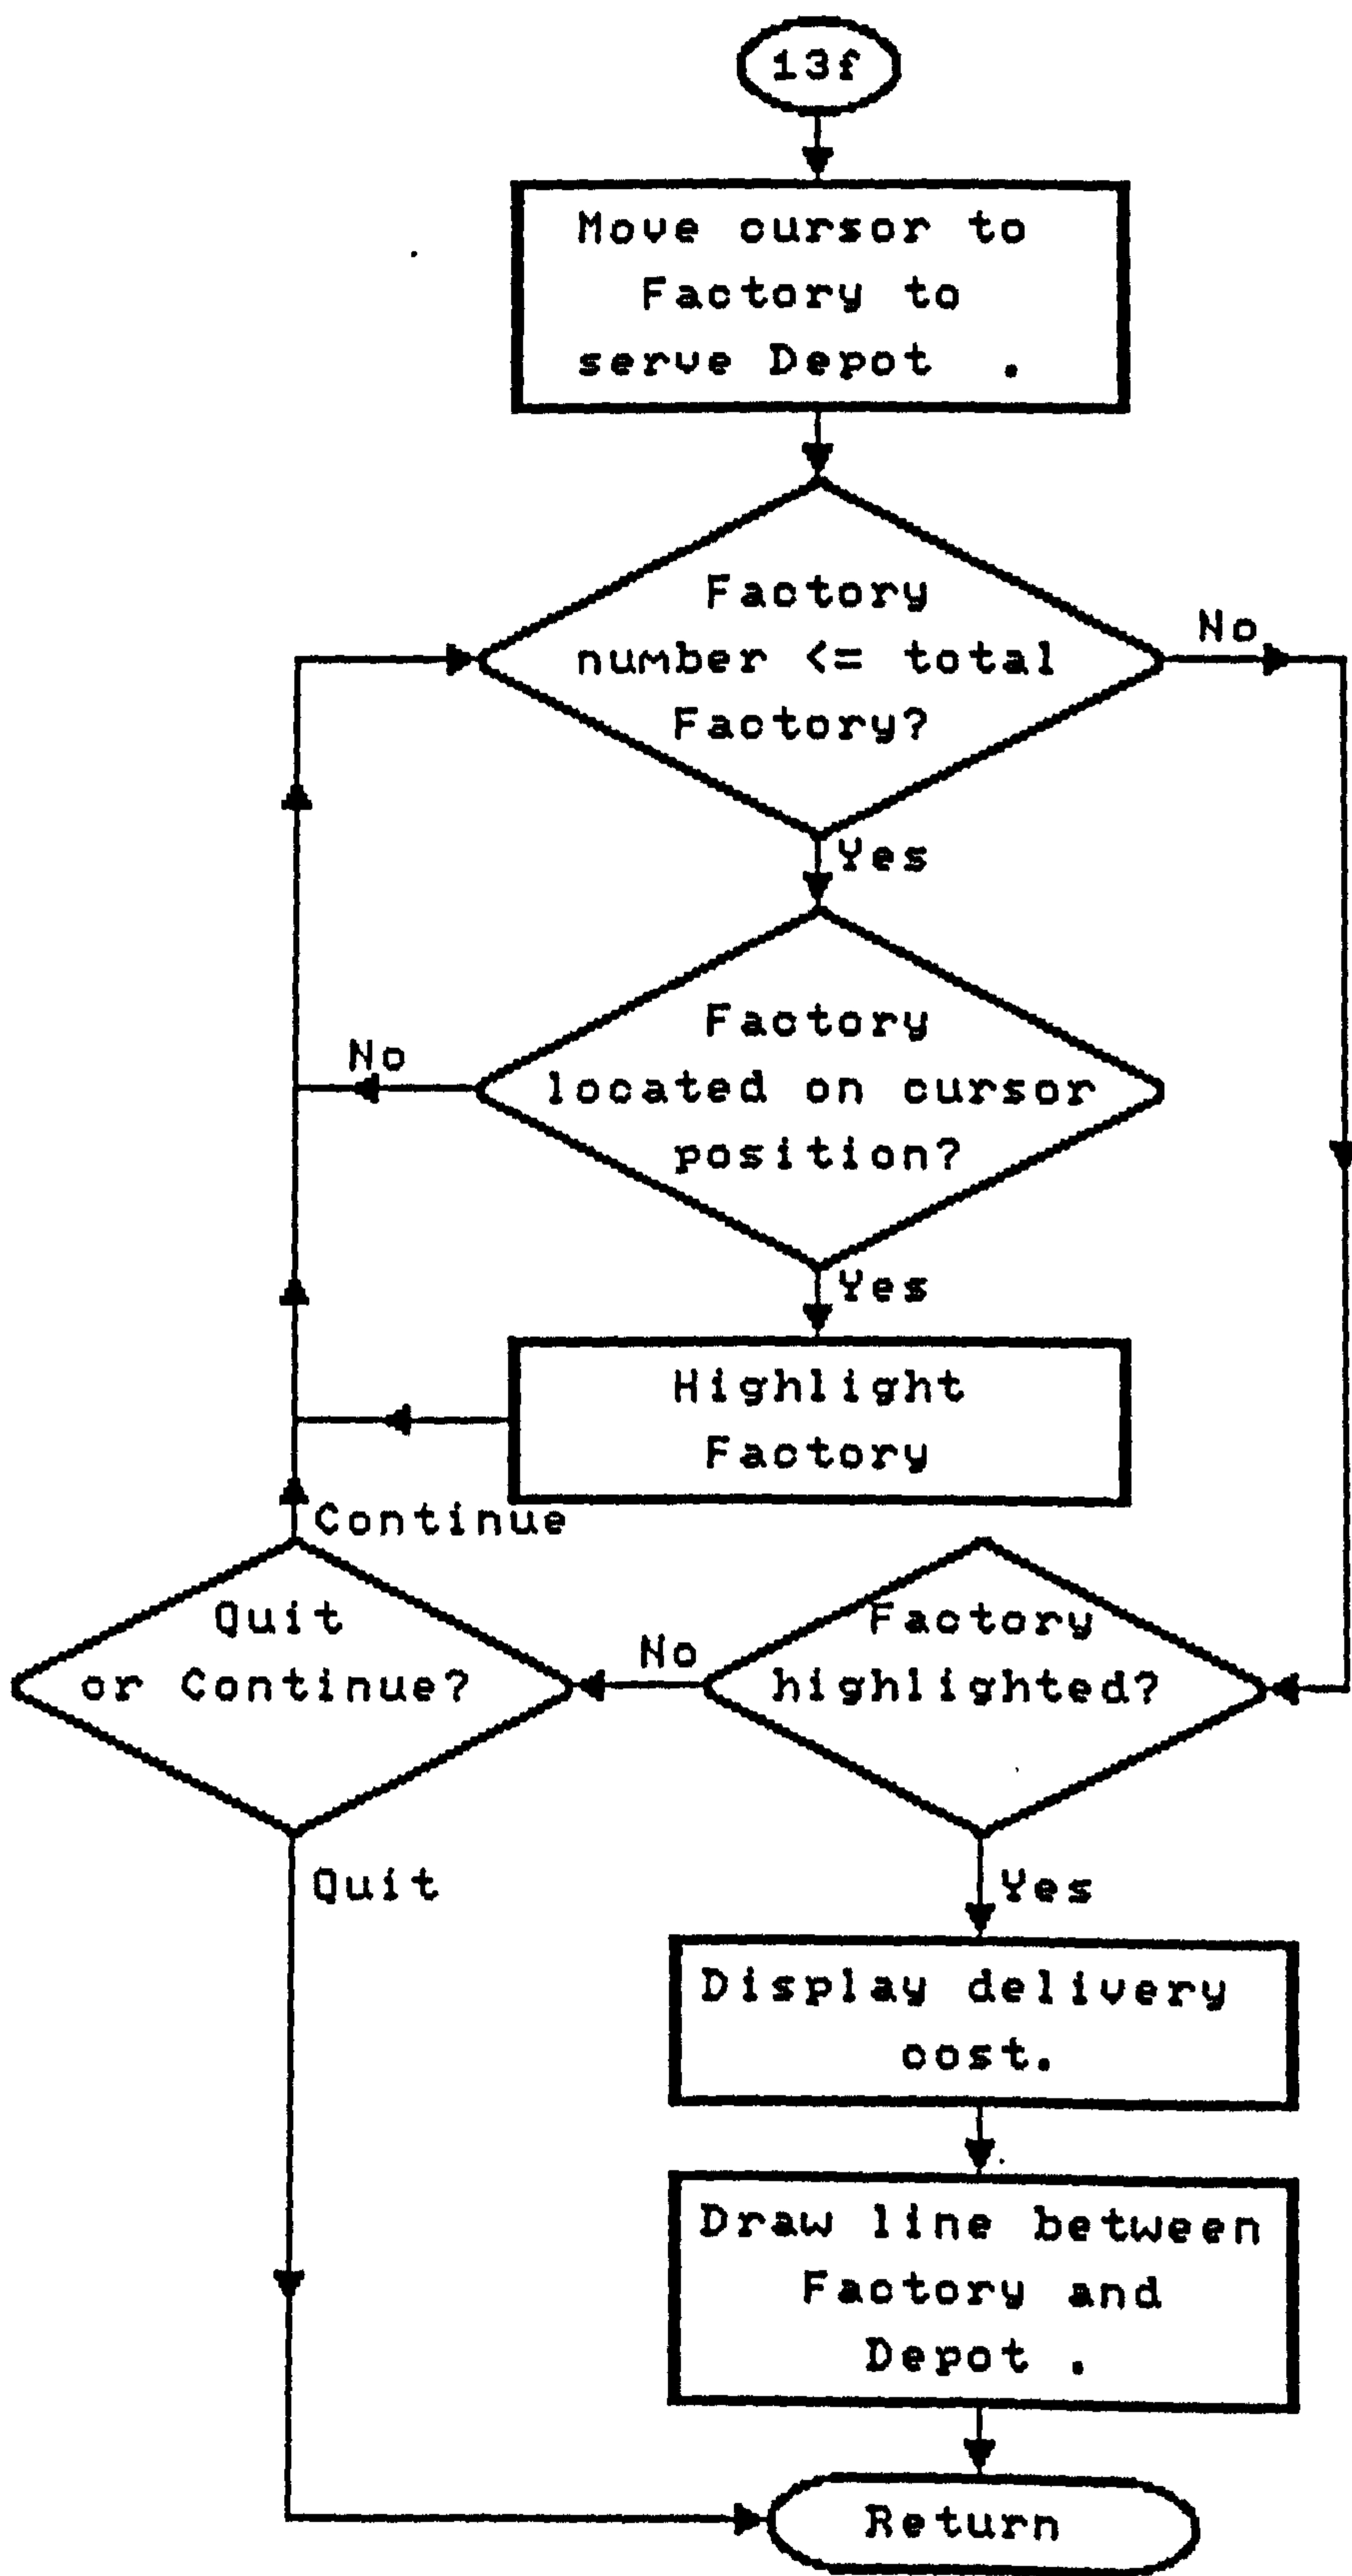 13f
Move cursor to
Factory to
serve Depot .
Factory
number <= total
Factory?
No
Yes
Factory
located on cursor
position?
No
Yes
Highlight
Factory
Continue
Quit
or Continue?
No
Factory
highlighted?
Quit
Yes
Display delivery
cost.
Draw line between
Factory and
Depot .
Return